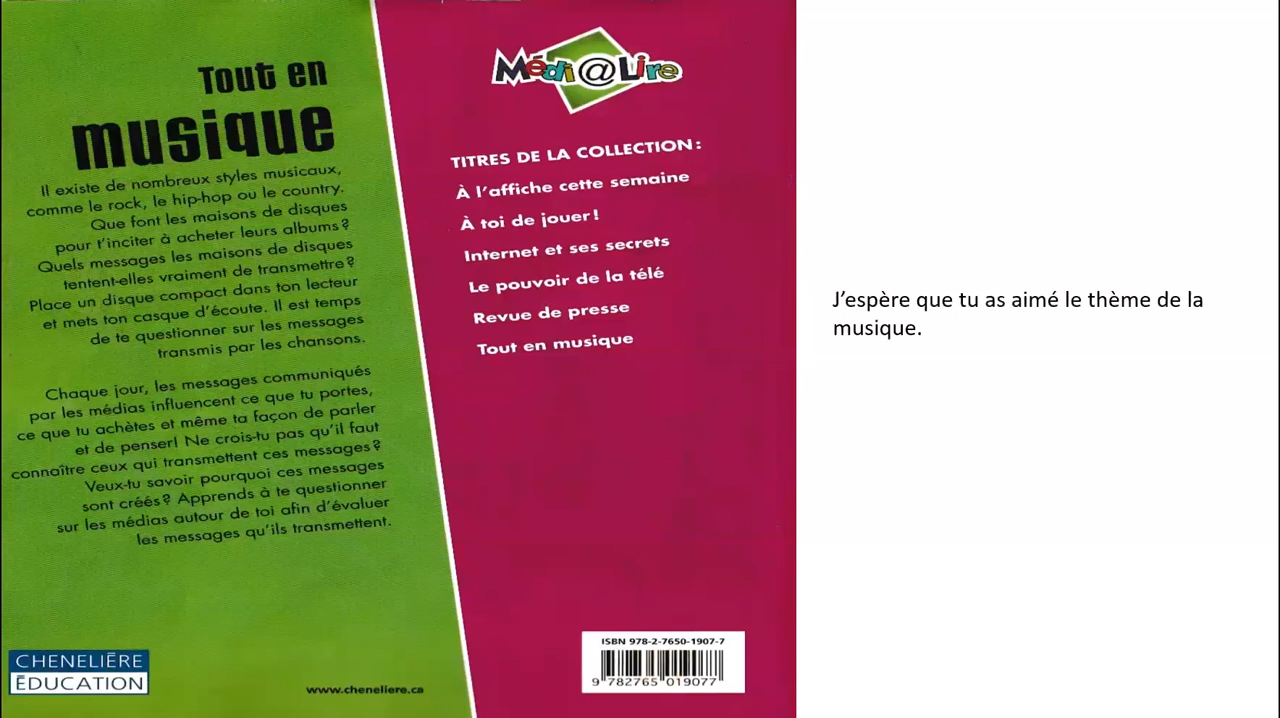 Tout en
musique
Il existe de nombreux styles musicaux,
comme le rock, le hip-hop ou le country.
Que font les maisons de disques
pour t'inciter à acheter leurs albums?
Quels messages les maisons de disques
tentent-elles vraiment de transmettre?
Place un disque compact dans ton lecteur
et mets ton casque d'écoute. Il est temps
de te questionner sur les messages
transmis par les chansons.
Chaque jour, les messages communiqués
par les médias influencent ce que tu portes,
ce que tu achètes et même ta façon de parler
et de penser! Ne crois-tu pas qu'il faut
connaître ceux qui transmettent ces messages?
Veux-tu savoir pourquoi ces messages
sont créés? Apprends à te questionner
sur les médias autour de toi afin d'évaluer
les messages qu'ils transmettent.
CHENELIÈRE
ÉDUCATION
www.cheneliere.ca
Médi@Lire
TITRES DE LA COLLECTION:
À l'affiche cette semaine
À toi de jouer!
Internet et ses secrets
Le pouvoir de la télé
Revue de presse
Tout en musique
ISBN 978-2-7650-1907-7
9 782765 019077
J'espère que tu as aimé le thème de la
musique.